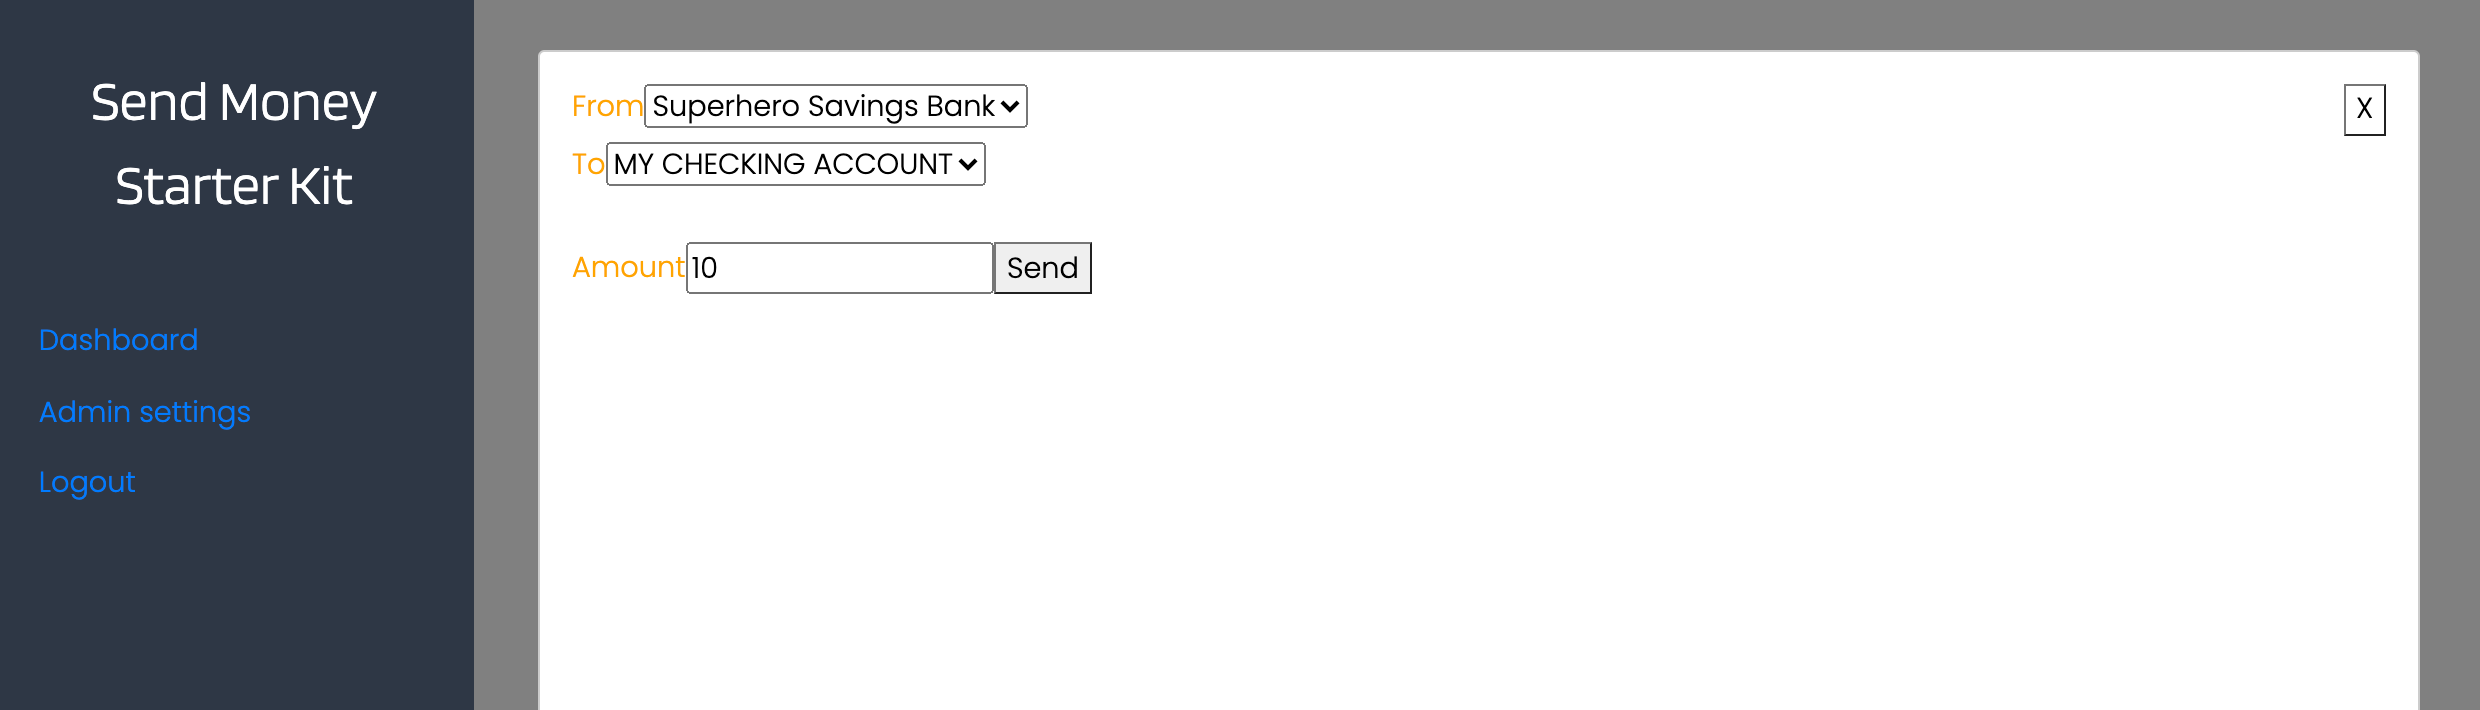 Send Money
Starter Kit
Dashboard
Admin settings
Logout
From Superhero Savings Bank
X
To MY CHECKING ACCOUNT
Amount 10 Send